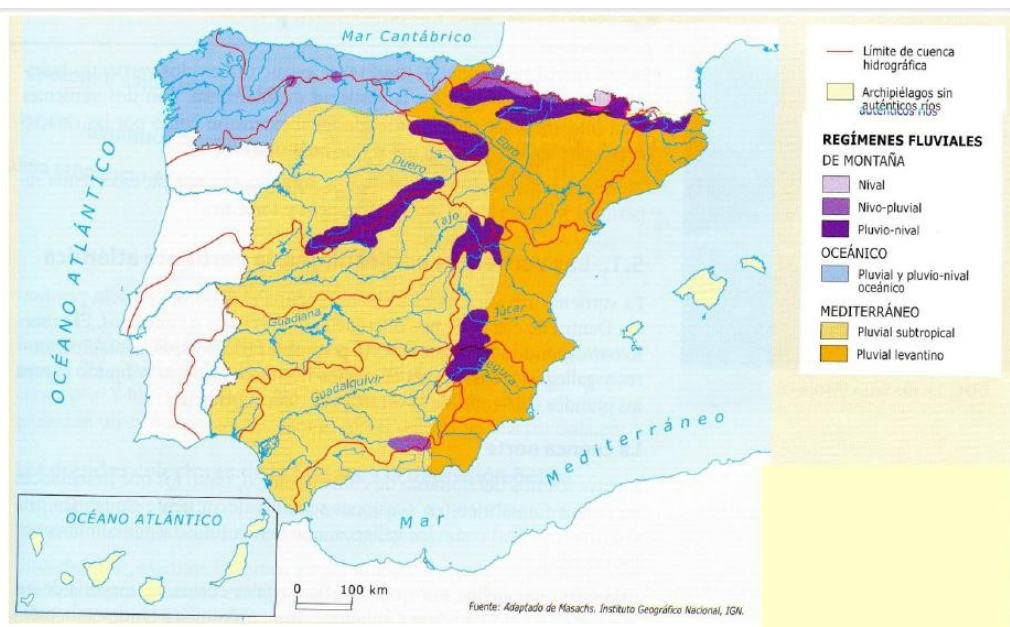 Mar Cantábrico
Miño
OCÉANO ATLÁNTICO
Duero
Ebro
Tajo
Júcar
Guadiana
Segura
Guadalquivir
Mar Mediterráneo
OCÉANO ATLÁNTICO
0 100 km
Fuente: Adaptado de Masachs. Instituto Geográfico Nacional, IGN.
Límite de cuenca
hidrográfica
Archipiélagos sin
auténticos ríos
REGÍMENES FLUVIALES
DE MONTAÑA
Nival
Nivo-pluvial
Pluvio-nival
OCEÁNICO
Pluvial y pluvio-nival
oceánico
MEDITERRÁNEO
Pluvial subtropical
Pluvial levantino